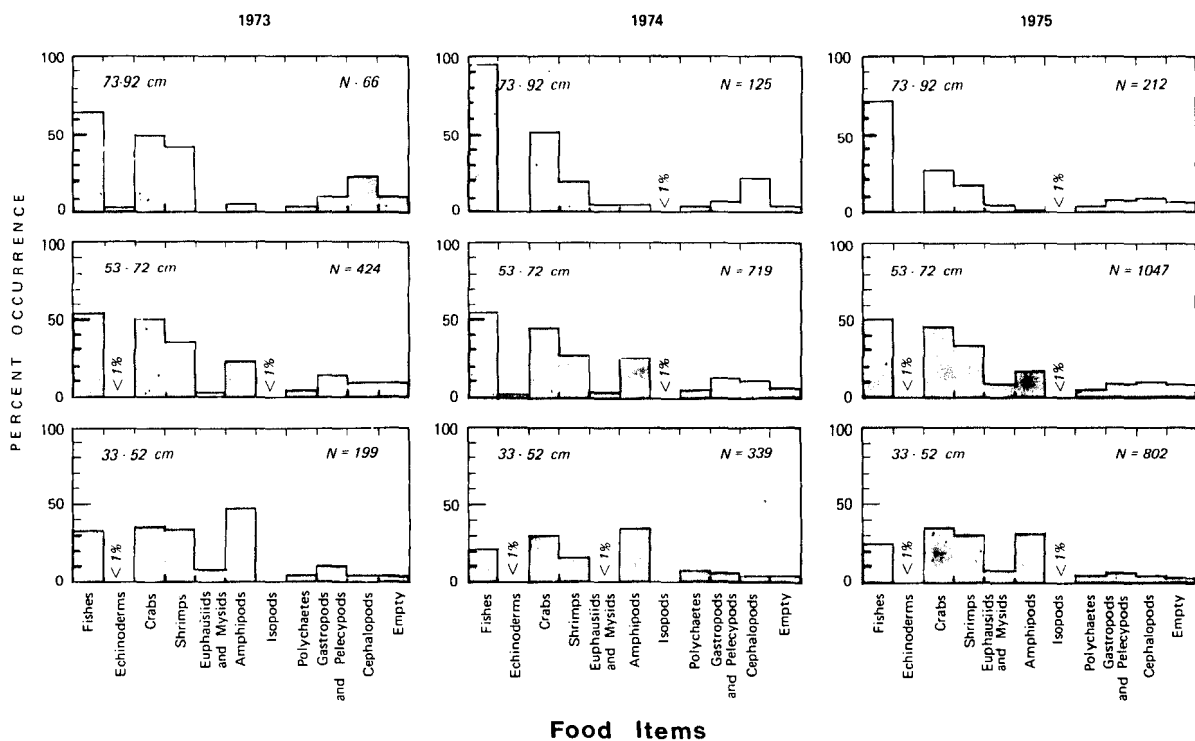 1973
1974
1975
PERCENT OCCURRENCE
100
50
0
73-92 cm
N · 66
100
50
0
73 - 92 cm
N = 125
1%
100
50
0
73 - 92 cm
N = 212
1%
100
50
0
53 - 72 cm
N = 424
1%
1%
100
50
0
53 - 72 cm
N = 719
1%
100
50
0
53 - 72 cm
N = 1047
1%
1%
100
50
0
33 - 52 cm
N = 199
1%
100
50
0
33 - 52 cm
N = 339
1%
1%
100
50
0
33 - 52 cm
N = 802
1%
1%
Fishes
Echinoderms
Crabs
Shrimps
Euphausiids
and Mysids
Amphipods
Isopods
Polychaetes
Gastropods
and Pelecypods
Cephalopods
Empty
Fishes
Echinoderms
Crabs
Shrimps
Euphausiids
and Mysids
Amphipods
Isopods
Polychaetes
Gastropods
and Pelecypods
Cephalopods
Empty
Fishes
Echinoderms
Crabs
Shrimps
Euphausiids
and Mysids
Amphipods
Isopods
Polychaetes
Gastropods
and Pelecypods
Cephalopods
Empty
Food Items